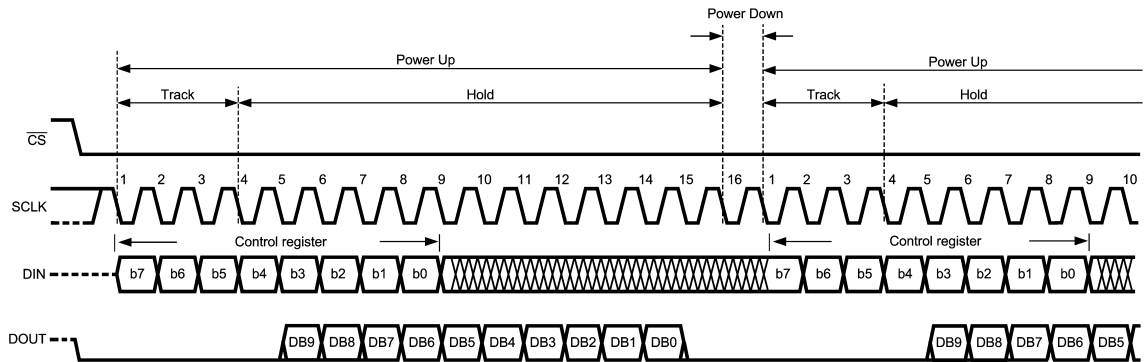 Power Down
Power Up
Power Up
Track
Hold
Track
Hold
CS
SCLK
1 2 3 4 5 6 7 8 9 10 11 12 13 14 15 16 1 2 3 4 5 6 7 8 9 10
Control register
Control register
DIN
b7 b6 b5 b4 b3 b2 b1 b0 b7 b6 b5 b4 b3 b2 b1 b0
DOUT
DB9 DB8 DB7 DB6 DB5 DB4 DB3 DB2 DB1 DB0 DB9 DB8 DB7 DB6 DB5